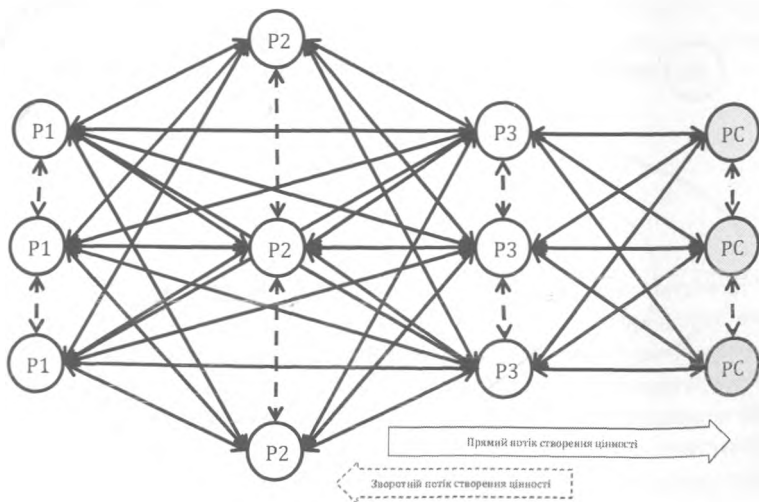 P2
P1
P3
PC
P1
P2
P3
PC
P1
P3
PC
P2
Прямий потік створення цінності
Зворотній потік створення цінності